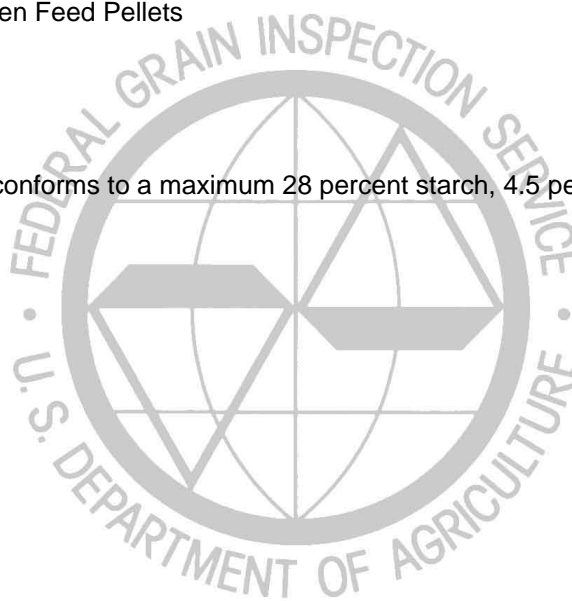 en Feed Pellets
FEDERAL GRAIN INSPECTION SERVICE
conforms to a maximum 28 percent starch, 4.5 pe
• U.S. DEPARTMENT OF AGRICULTURE •